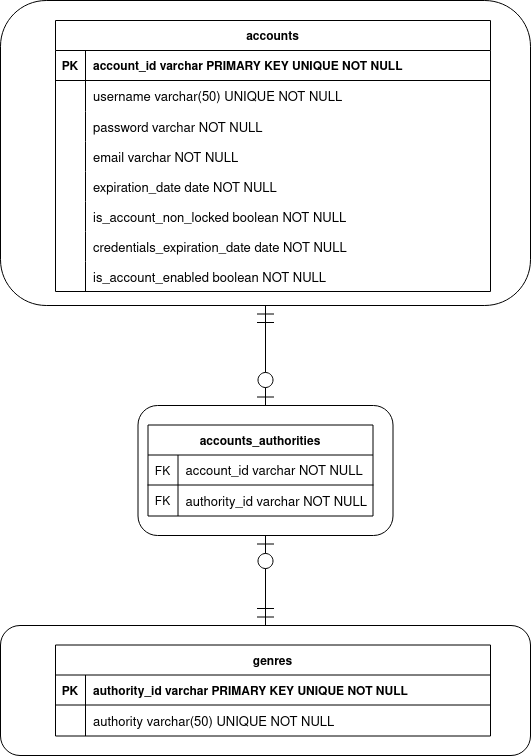 accounts
PK account_id varchar PRIMARY KEY UNIQUE NOT NULL
username varchar(50) UNIQUE NOT NULL
password varchar NOT NULL
email varchar NOT NULL
expiration_date date NOT NULL
is_account_non_locked boolean NOT NULL
credentials_expiration_date date NOT NULL
is_account_enabled boolean NOT NULL
accounts_authorities
FK account_id varchar NOT NULL
FK authority_id varchar NOT NULL
genres
PK authority_id varchar PRIMARY KEY UNIQUE NOT NULL
authority varchar(50) UNIQUE NOT NULL